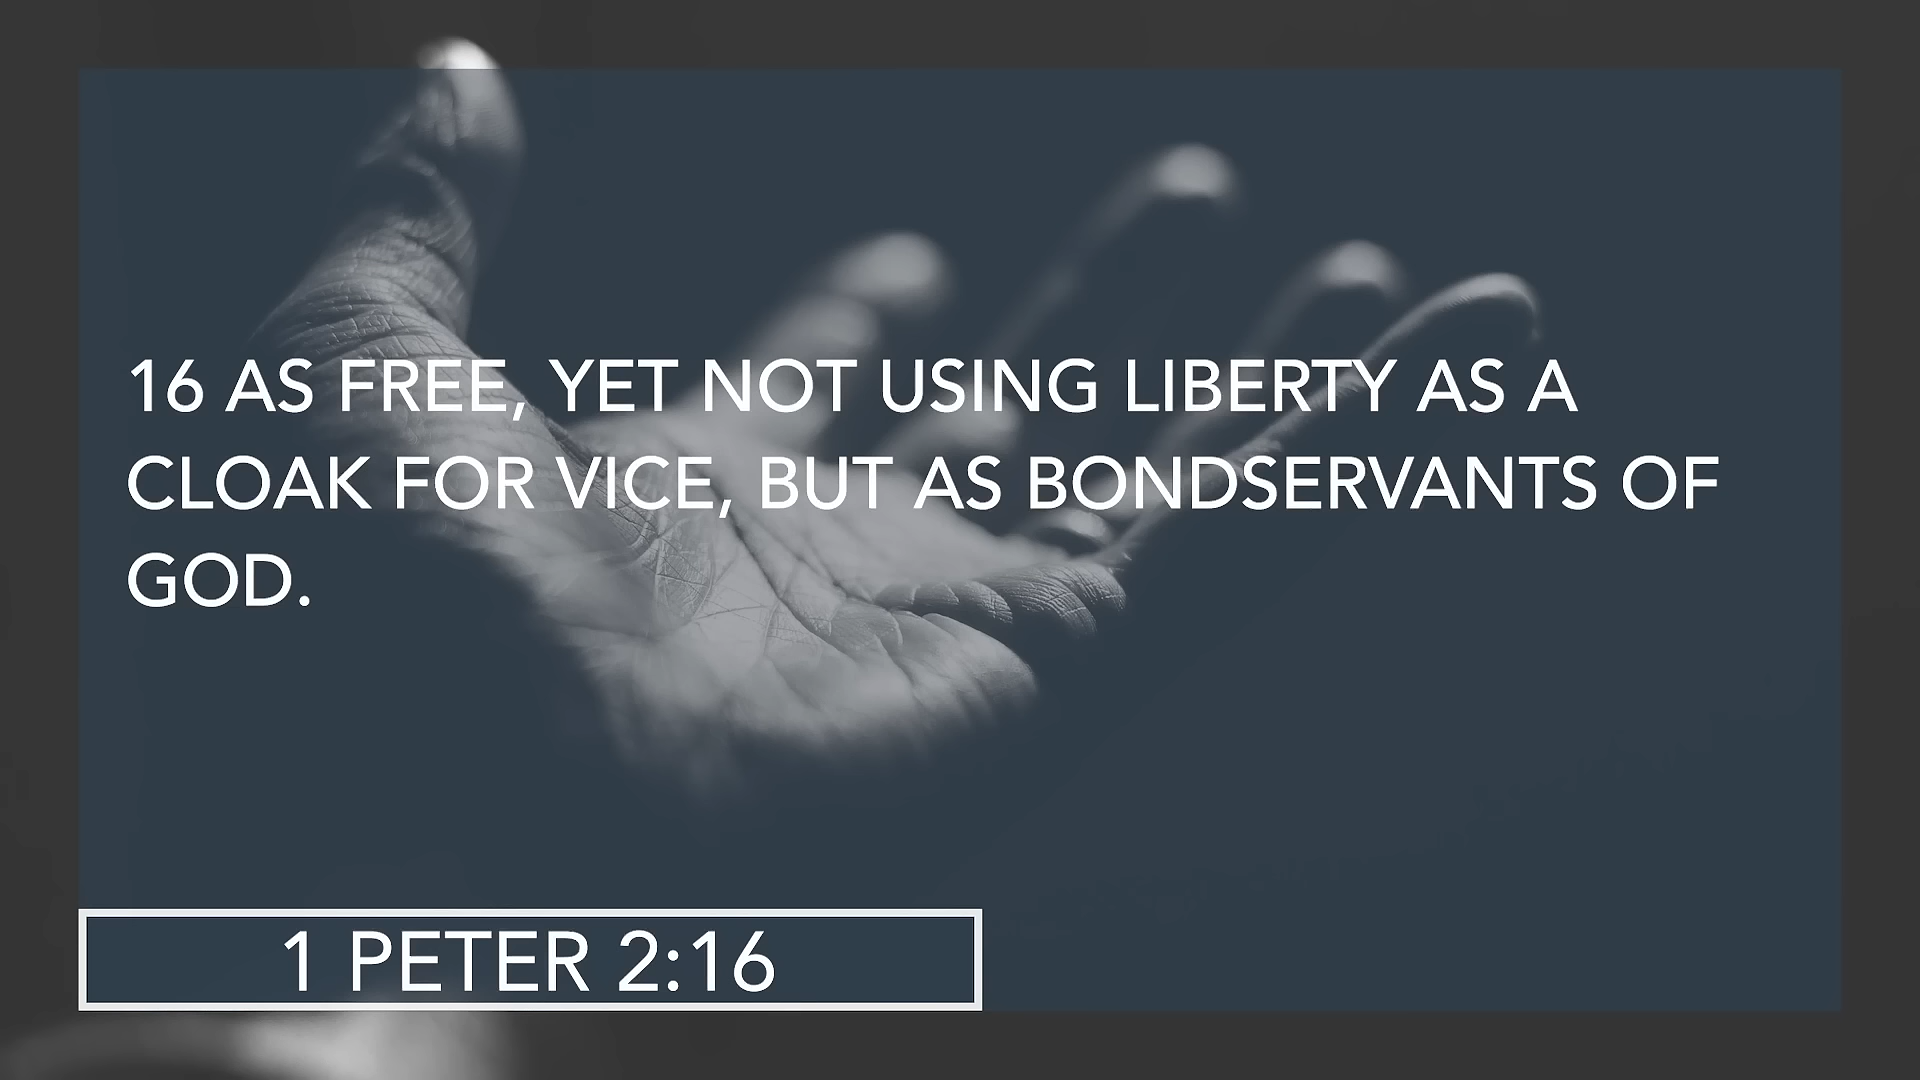 16 AS FREE, YET NOT USING LIBERTY AS A
CLOAK FOR VICE, BUT AS BONDSERVANTS OF
GOD.
1 PETER 2:16